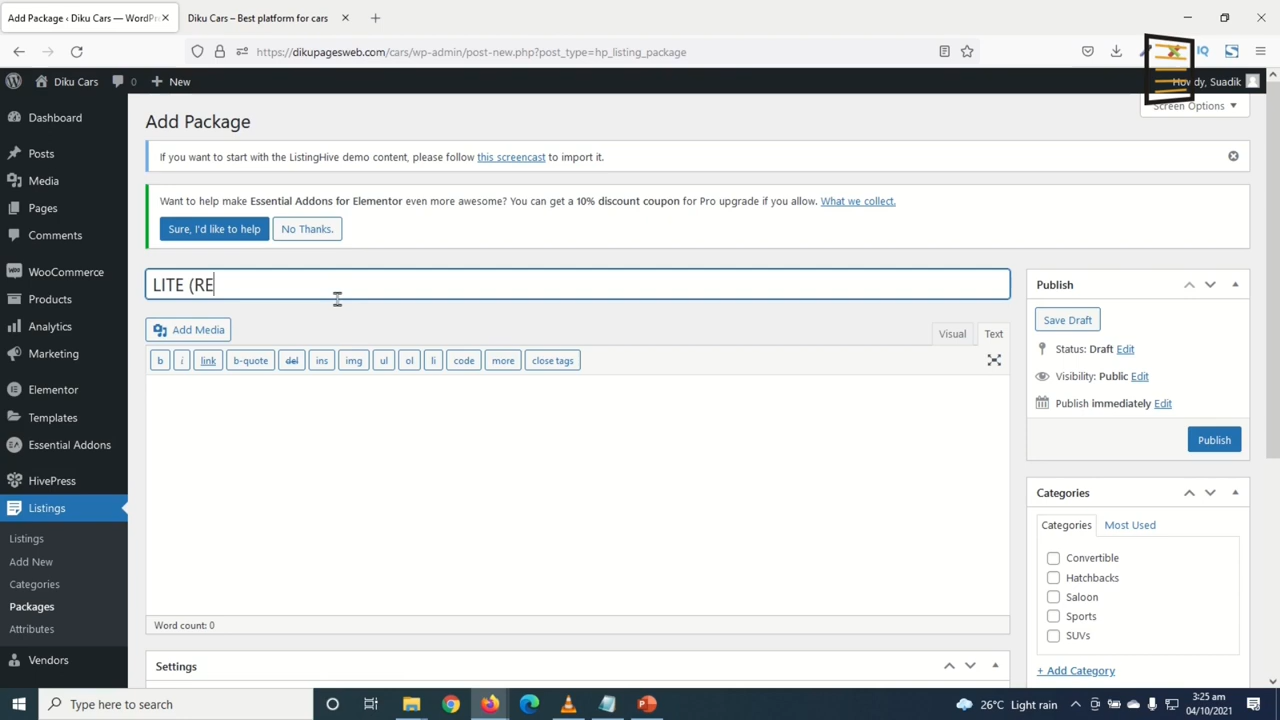 Add Package ‹ Diku Cars — WordPr
Diku Cars – Best platform for cars
https://dikupagesweb.com/cars/wp-admin/post-new.php?post_type=hp_listing_package
IQ
Diku Cars
0
New
Suadik
Screen Options
Dashboard
Posts
Media
Pages
Comments
WooCommerce
Products
Analytics
Marketing
Elementor
Templates
Essential Addons
HivePress
Listings
Listings
Add New
Categories
Packages
Attributes
Vendors
Add Package
If you want to start with the ListingHive demo content, please follow this screencast to import it.
Want to help make Essential Addons for Elementor even more awesome? You can get a 10% discount coupon for Pro upgrade if you allow. What we collect.
Sure, I'd like to help No Thanks.
LITE (RE
Add Media
Visual Text
b i link b-quote del ins img ul ol li code more close tags
Word count: 0
Settings
Publish
Save Draft
Status: Draft Edit
Visibility: Public Edit
Publish immediately Edit
Publish
Categories
Categories Most Used
Convertible
Hatchbacks
Saloon
Sports
SUVs
+ Add Category
Type here to search
26°C Light rain
3:25 am
04/10/2021